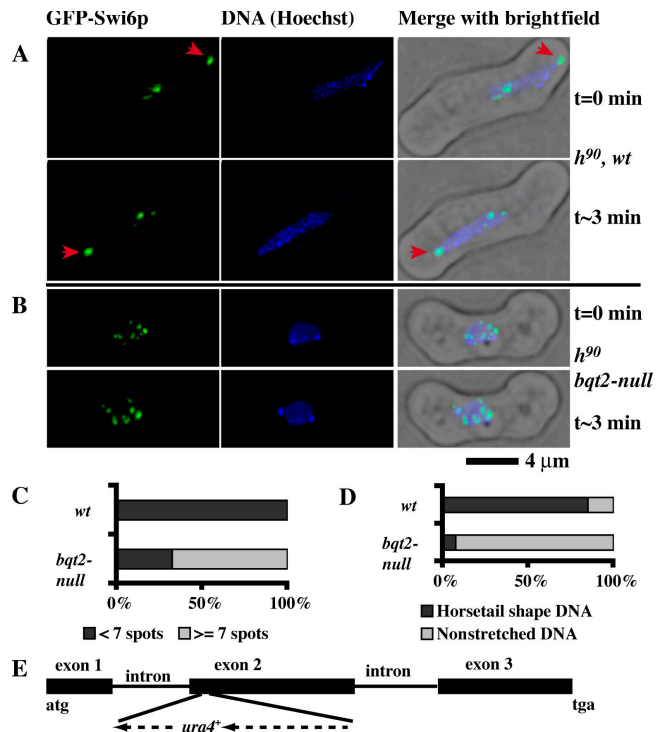 GFP-Swi6p DNA (Hoechst) Merge with brightfield
A
t=0 min
h90, wt
t~3 min
B
t=0 min
h90
bqt2-null
t~3 min
4 μm
C
wt
bqt2-
null
0% 50% 100%
< 7 spots >= 7 spots
D
wt
bqt2-
null
0% 50% 100%
Horsetail shape DNA
Nonstretched DNA
E
exon 1 intron exon 2 intron exon 3
atg tga
ura4+